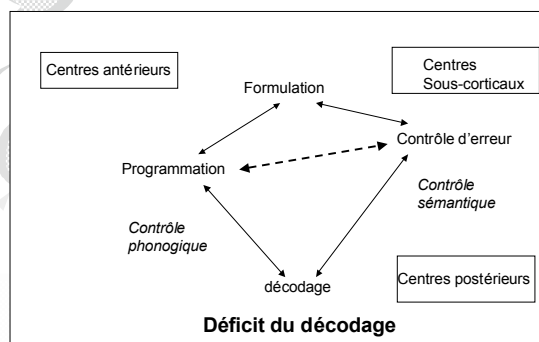 Centres antérieurs
Centres
Sous-corticaux
Formulation
Contrôle d'erreur
Programmation
Contrôle
sémantique
Contrôle
phonogique
décodage
Centres postérieurs
Déficit du décodage